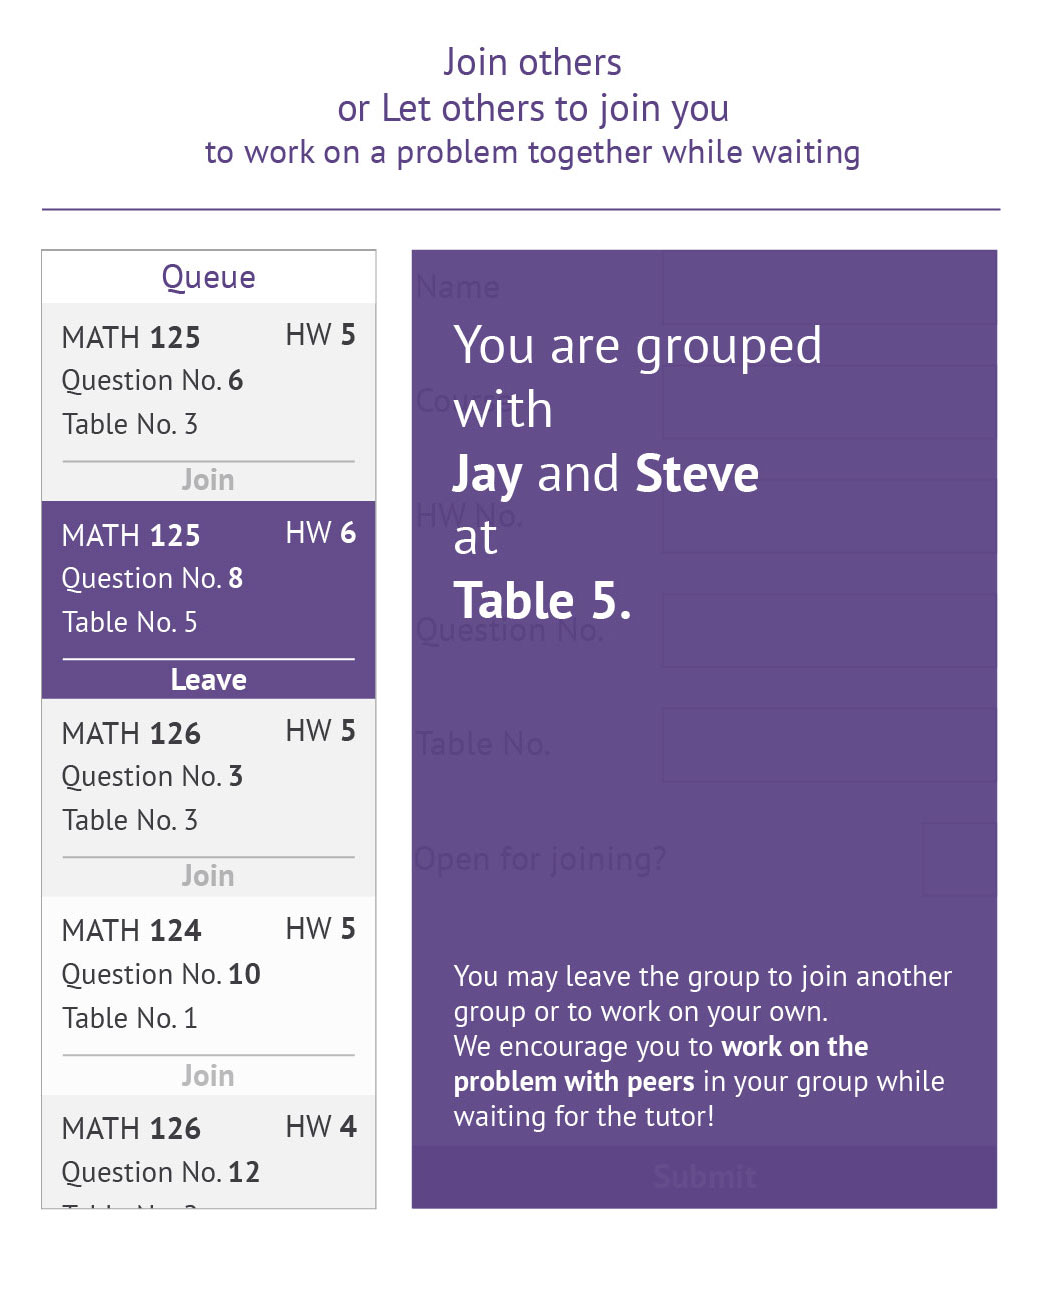 Join others
or Let others to join you
to work on a problem together while waiting
Queue
MATH 125 HW 5
Question No. 6
Table No. 3
Join
MATH 125 HW 6
Question No. 8
Table No. 5
Leave
MATH 126 HW 5
Question No. 3
Table No. 3
Join
MATH 124 HW 5
Question No. 10
Table No. 1
Join
MATH 126 HW 4
Question No. 12
Name
You are grouped
with
Jay and Steve
HW No.
at
Table 5.
Question No.
Table No.
Open for joining?
You may leave the group to join another
group or to work on your own.
We encourage you to work on the
problem with peers in your group while
waiting for the tutor!
Submit